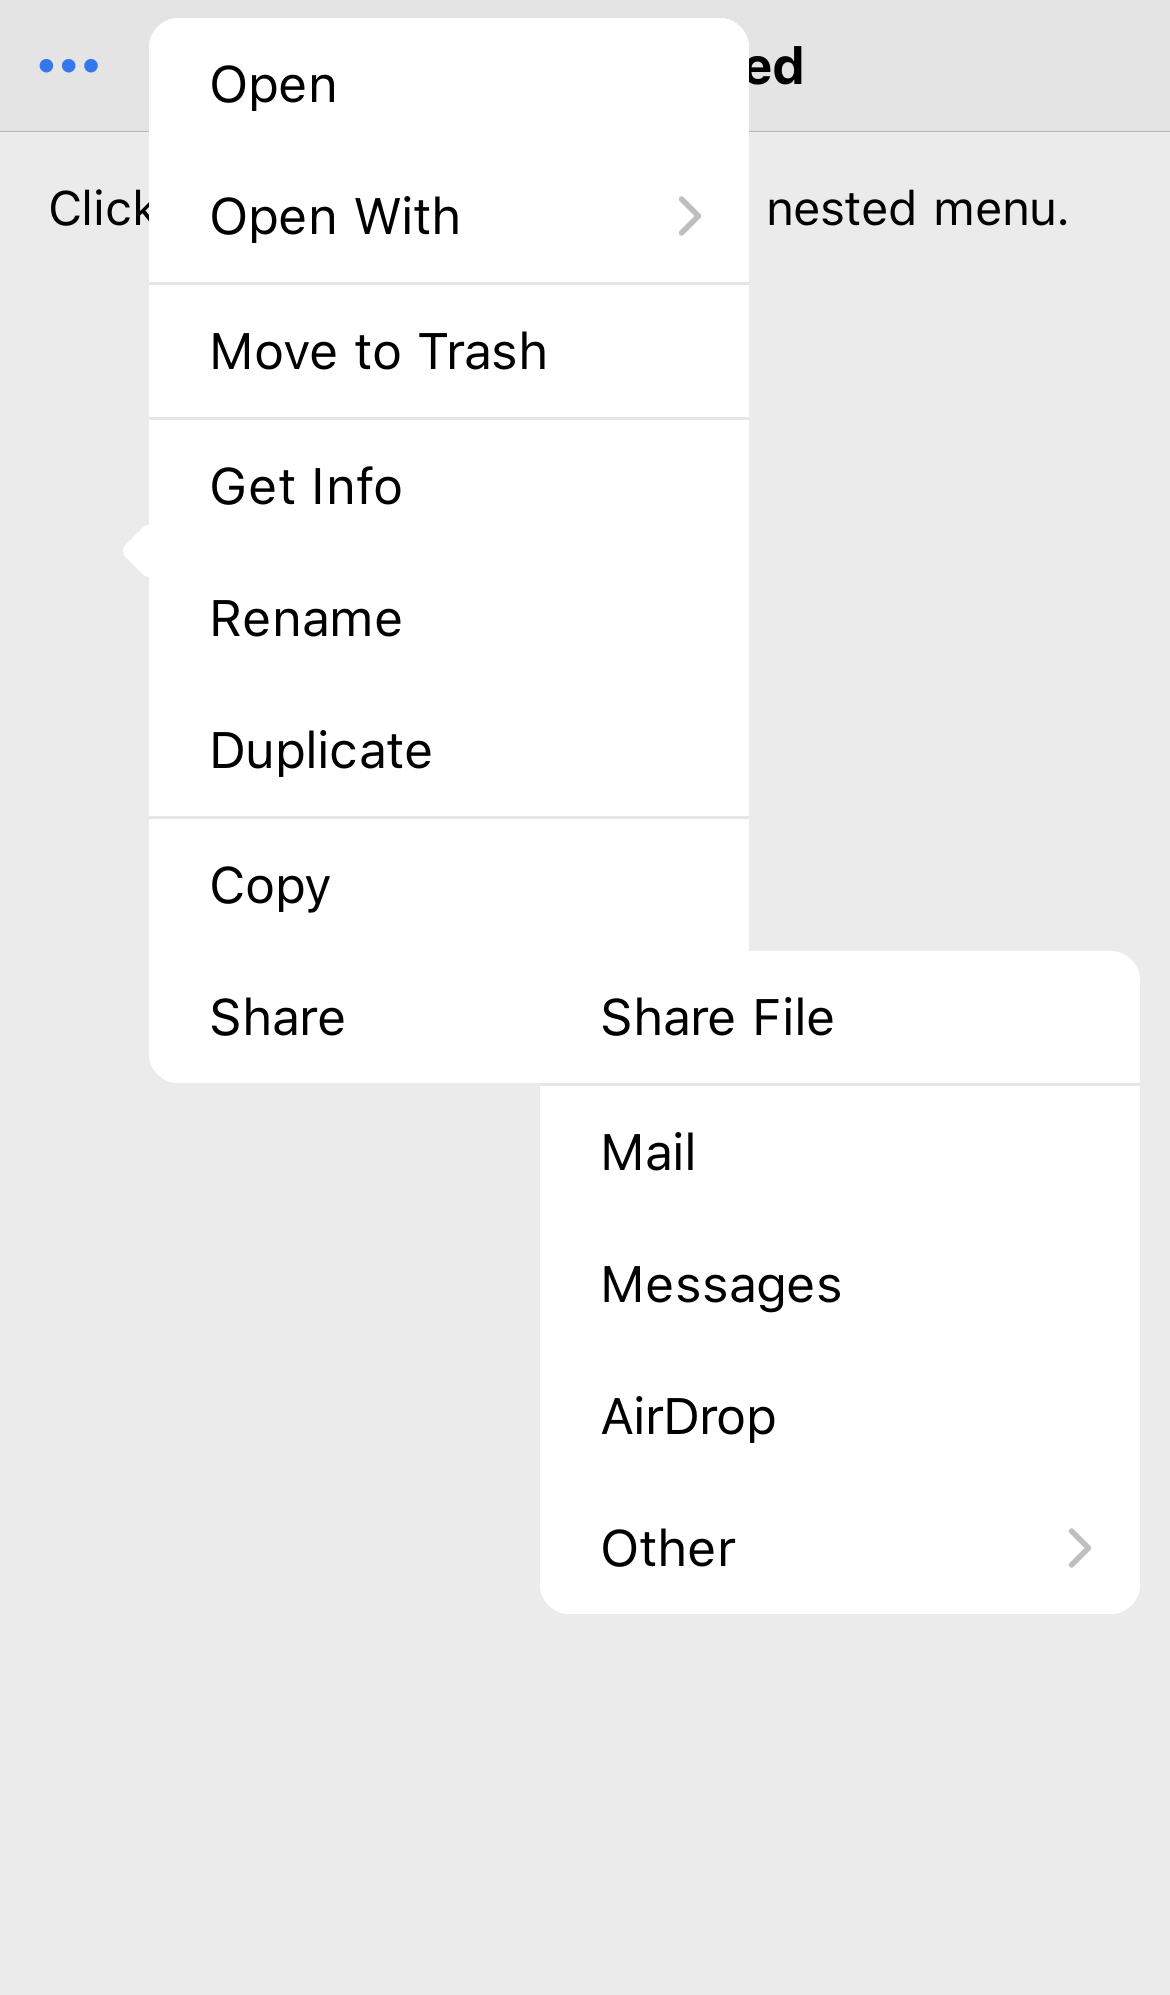 Open
ed
Click
Open With
nested menu.
Move to Trash
Get Info
Rename
Duplicate
Copy
Share
Share File
Mail
Messages
AirDrop
Other